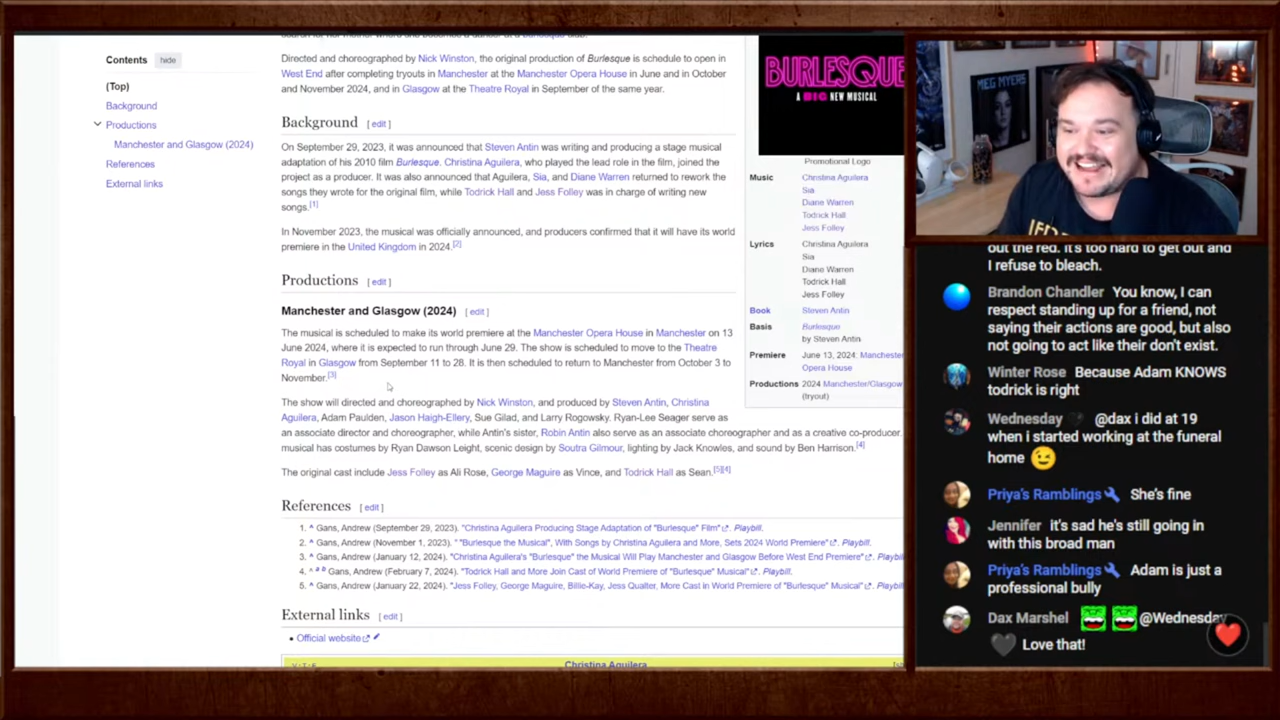 Contents hide
(Top)
Background
Productions
Manchester and Glasgow (2024)
References
External links
Directed and choreographed by Nick Winston, the original production of Burlesque is schedule to open in
West End after completing tryouts in Manchester at the Manchester Opera House in June and in October
and November 2024, and in Glasgow at the Theatre Royal in September of the same year.
Background [ edit ]
On September 29, 2023, it was announced that Steven Antin was writing and producing a stage musical
adaptation of his 2010 film Burlesque. Christina Aguilera, who played the lead role in the film, joined the
project as a producer. It was also announced that Aguilera, Sia, and Diane Warren returned to rework the
songs they wrote for the original film, while Todrick Hall and Jess Folley was in charge of writing new
songs.[1]
In November 2023, the musical was officially announced, and producers confirmed that it will have its world
premiere in the United Kingdom in 2024.[2]
Productions [ edit ]
Manchester and Glasgow (2024) [ edit ]
The musical is scheduled to make its world premiere at the Manchester Opera House in Manchester on 13
June 2024, where it is expected to run through June 29. The show is scheduled to move to the Theatre
Royal in Glasgow from September 11 to 28. It is then scheduled to return to Manchester from October 3 to
November.[3]
The show will directed and choreographed by Nick Winston, and produced by Steven Antin, Christina
Aguilera, Adam Paulden, Jason Haigh-Ellery, Sue Gilad, and Larry Rogowsky. Ryan-Lee Seager serve as
an associate director and choreographer, while Antin's sister, Robin Antin also serve as an associate choreographer and as a creative co-producer.
musical has costumes by Ryan Dawson Leight, scenic design by Soutra Gilmour, lighting by Jack Knowles, and sound by Ben Harrison.[4]
The original cast include Jess Folley as Ali Rose, George Maguire as Vince, and Todrick Hall as Sean.[5][4]
References [ edit ]
1. ^ Gans, Andrew (September 29, 2023). "Christina Aguilera Producing Stage Adaptation of "Burlesque" Film". Playbill.
2. ^ Gans, Andrew (November 1, 2023). " "Burlesque the Musical", With Songs by Christina Aguilera and More, Sets 2024 World Premiere". Playbill.
3. ^ Gans, Andrew (January 12, 2024). "Christina Aguilera's "Burlesque" the Musical Will Play Manchester and Glasgow Before West End Premiere". Playbill
4. ^ a b Gans, Andrew (February 7, 2024). "Todrick Hall and More Join Cast of World Premiere of "Burlesque" Musical". Playbill.
5. ^ Gans, Andrew (January 22, 2024). "Jess Folley, George Maguire, Billie-Kay, Jess Qualter, More Cast in World Premiere of "Burlesque" Musical". Playbill
External links [ edit ]
• Official website
V·T·E Christina Aguilera
BURLESQUE
A BIG NEW MUSICAL
Promotional Logo
Music Christina Aguilera
Sia
Diane Warren
Todrick Hall
Jess Folley
Lyrics Christina Aguilera
Sia
Diane Warren
Todrick Hall
Jess Folley
Book Steven Antin
Basis Burlesque
by Steven Antin
Premiere June 13, 2024: Manchester
Opera House
Productions 2024 Manchester/Glasgow
(tryout)
MEG MYERS
out the red. It's too hard to get out and
I refuse to bleach.
Brandon Chandler You know, I can
respect standing up for a friend, not
saying their actions are good, but also
not going to act like their don't exist.
Winter Rose Because Adam KNOWS
todrick is right
Wednesday @dax i did at 19
when i started working at the funeral
home
Priya's Ramblings She's fine
Jennifer it's sad he's still going in
with this broad man
Priya's Ramblings Adam is just a
professional bully
Dax Marshel @Wednesday
Love that!